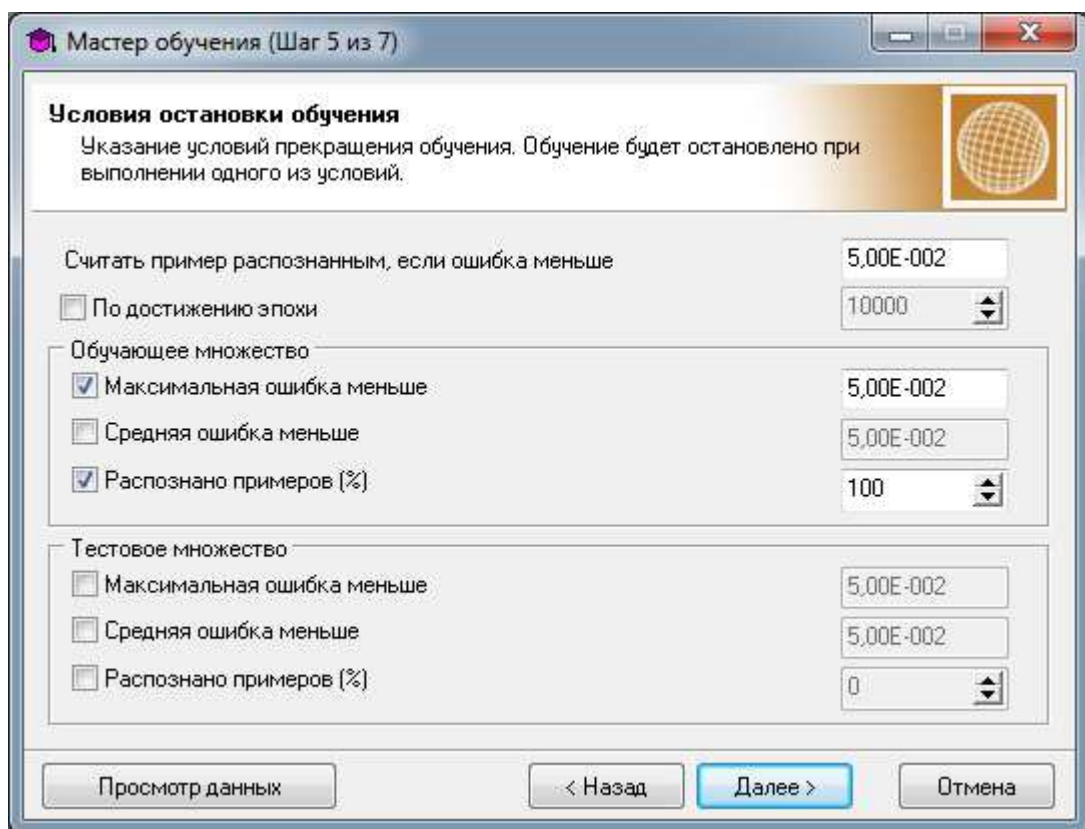 Мастер обучения (Шаг 5 из 7)
Условия остановки обучения
Указание условий прекращения обучения. Обучение будет остановлено при
выполнении одного из условий.
Считать пример распознанным, если ошибка меньше 5,00E-002
По достижению эпохи 10000
Обучающее множество
Максимальная ошибка меньше 5,00E-002
Средняя ошибка меньше 5,00E-002
Распознано примеров (%) 100
Тестовое множество
Максимальная ошибка меньше 5,00E-002
Средняя ошибка меньше 5,00E-002
Распознано примеров (%) 0
Просмотр данных < Назад Далее > Отмена